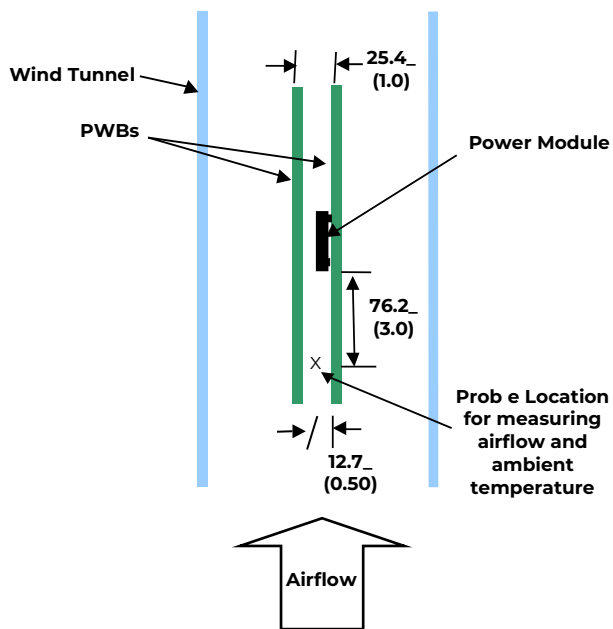 25.4_
(1.0)
Wind Tunnel
PWBs
Power Module
76.2_
(3.0)
x
Prob e Location
for measuring
airflow and
ambient
temperature
12.7_
(0.50)
Airflow